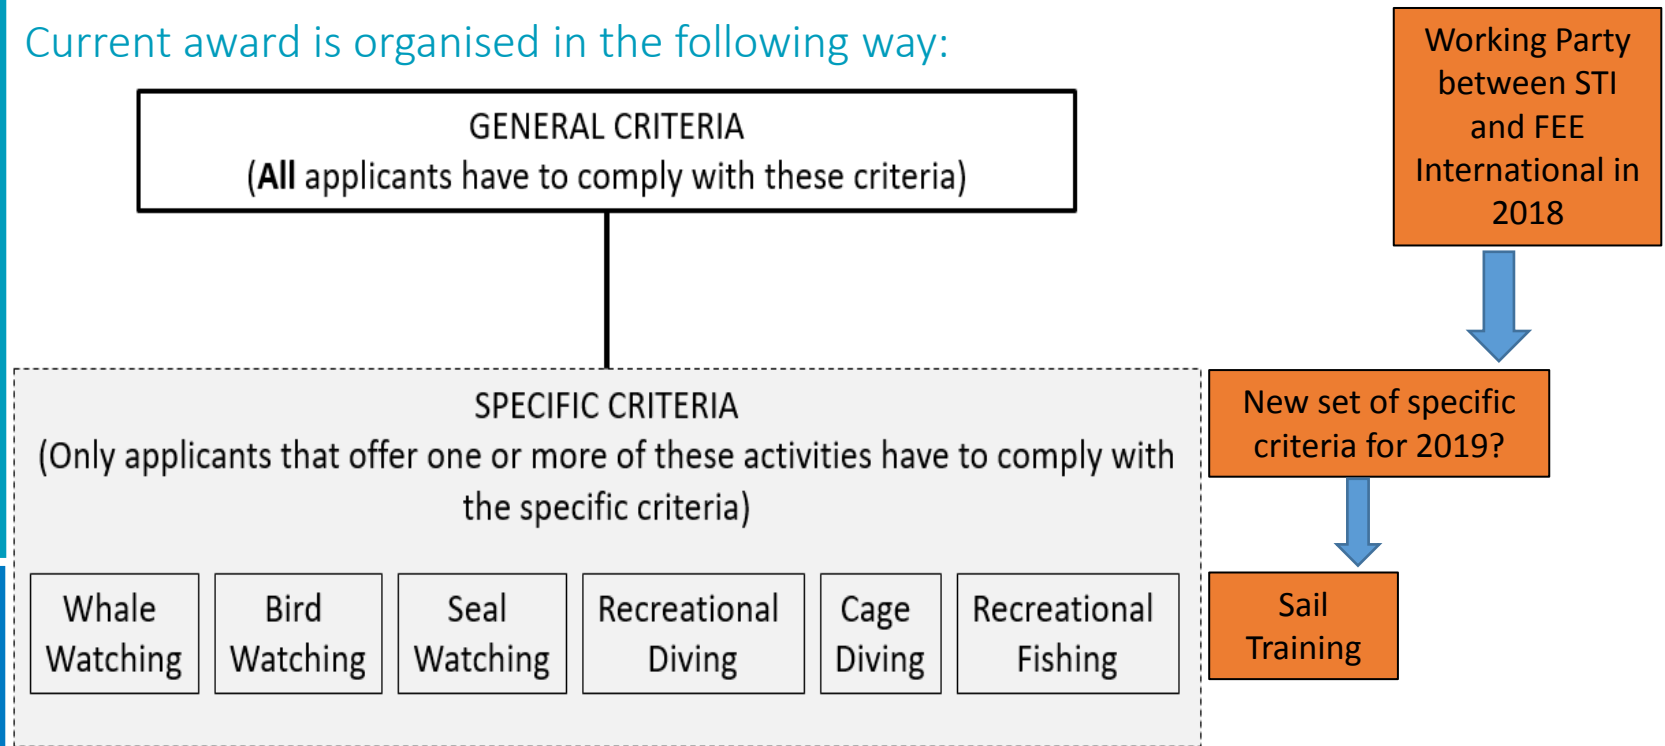 Current award is organised in the following way:
GENERAL CRITERIA
(All applicants have to comply with these criteria)
SPECIFIC CRITERIA
(Only applicants that offer one or more of these activities have to comply with
the specific criteria)
Whale
Watching
Bird
Watching
Seal
Watching
Recreational
Diving
Cage
Diving
Recreational
Fishing
Working Party
between STI
and FEE
International in
2018
New set of specific
criteria for 2019?
Sail
Training